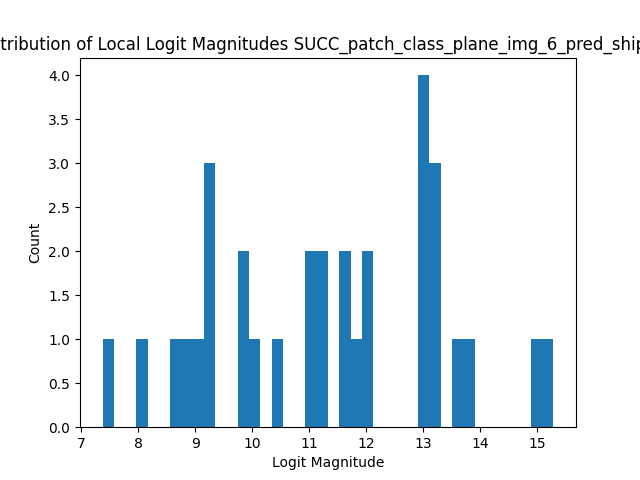 tribution of Local Logit Magnitudes SUCC_patch_class_plane_img_6_pred_ship
4.0
3.5
3.0
2.5
2.0
1.5
1.0
0.5
0.0
Count
7 8 9 10 11 12 13 14 15
Logit Magnitude